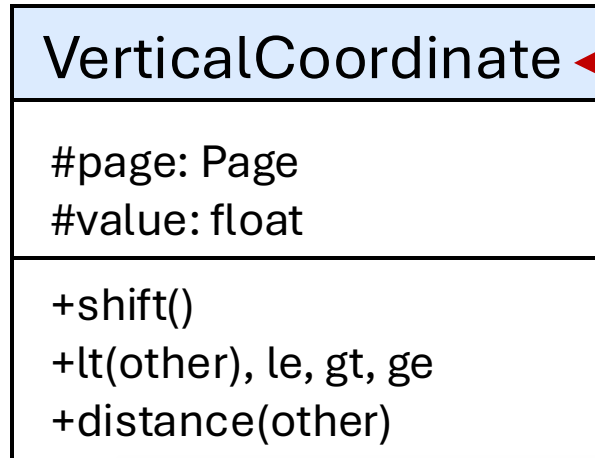 VerticalCoordinate
#page: Page
#value: float
+shift()
+lt(other), le, gt, ge
+distance(other)